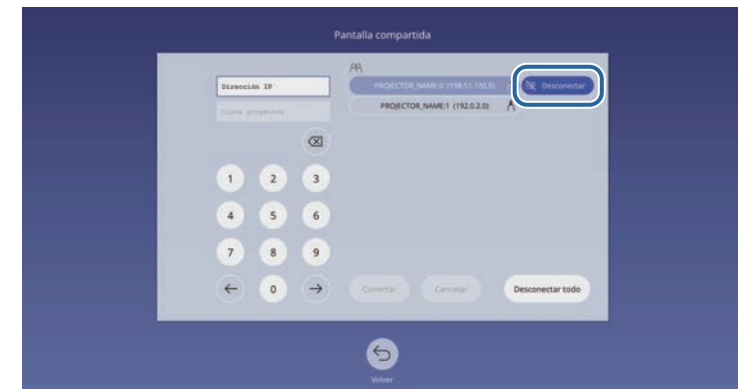 Pantalla compartida
Dirección IP
Clave proyector
PROJECTOR_NAME:0 (198.51.100.0)
Desconectar
PROJECTOR_NAME:1 (192.0.2.0)
1 2 3
4 5 6
7 8 9
0
Conectar
Cancelar
Desconectar todo
Volver